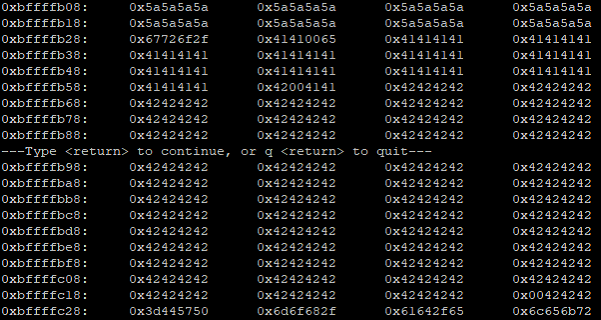 0xbffffb08: 0x5a5a5a5a 0x5a5a5a5a 0x5a5a5a5a 0x5a5a5a5a
0xbffffb18: 0x5a5a5a5a 0x5a5a5a5a 0x5a5a5a5a 0x5a5a5a5a
0xbffffb28: 0x67726f2f 0x41410065 0x41414141 0x41414141
0xbffffb38: 0x41414141 0x41414141 0x41414141 0x41414141
0xbffffb48: 0x41414141 0x41414141 0x41414141 0x41414141
0xbffffb58: 0x41414141 0x42004141 0x42424242 0x42424242
0xbffffb68: 0x42424242 0x42424242 0x42424242 0x42424242
0xbffffb78: 0x42424242 0x42424242 0x42424242 0x42424242
0xbffffb88: 0x42424242 0x42424242 0x42424242 0x42424242
---Type <return> to continue, or q <return> to quit---
0xbffffb98: 0x42424242 0x42424242 0x42424242 0x42424242
0xbffffba8: 0x42424242 0x42424242 0x42424242 0x42424242
0xbffffbb8: 0x42424242 0x42424242 0x42424242 0x42424242
0xbffffbc8: 0x42424242 0x42424242 0x42424242 0x42424242
0xbffffbd8: 0x42424242 0x42424242 0x42424242 0x42424242
0xbffffbe8: 0x42424242 0x42424242 0x42424242 0x42424242
0xbffffbf8: 0x42424242 0x42424242 0x42424242 0x42424242
0xbffffc08: 0x42424242 0x42424242 0x42424242 0x42424242
0xbffffc18: 0x42424242 0x42424242 0x42424242 0x00424242
0xbffffc28: 0x3d445750 0x6d6f682f 0x61642f65 0x6c656b72